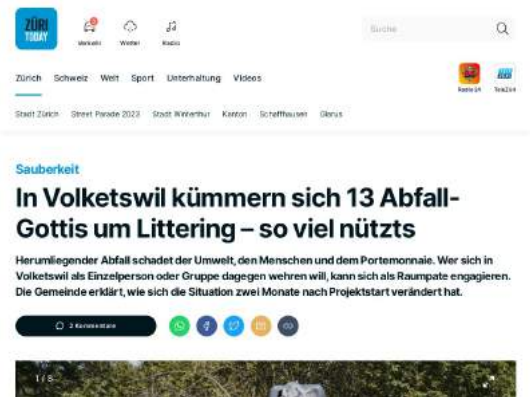 ZÜRI
TODAY
Verkehr Wetter Radio
Suche
Zürich Schweiz Welt Sport Unterhaltung Videos
Radio 24 TeleZüri
Stadt Zürich Street Parade 2023 Stadt Winterthur Kanton Schaffhausen Glarus
Sauberkeit
In Volketswil kümmern sich 13 Abfall-
Gottis um Littering – so viel nützts
Herumliegender Abfall schadet der Umwelt, den Menschen und dem Portemonnaie. Wer sich in
Volketswil als Einzelperson oder Gruppe dagegen wehren will, kann sich als Raumpate engagieren.
Die Gemeinde erklärt, wie sich die Situation zwei Monate nach Projektstart verändert hat.
2 Kommentare
1 / 8